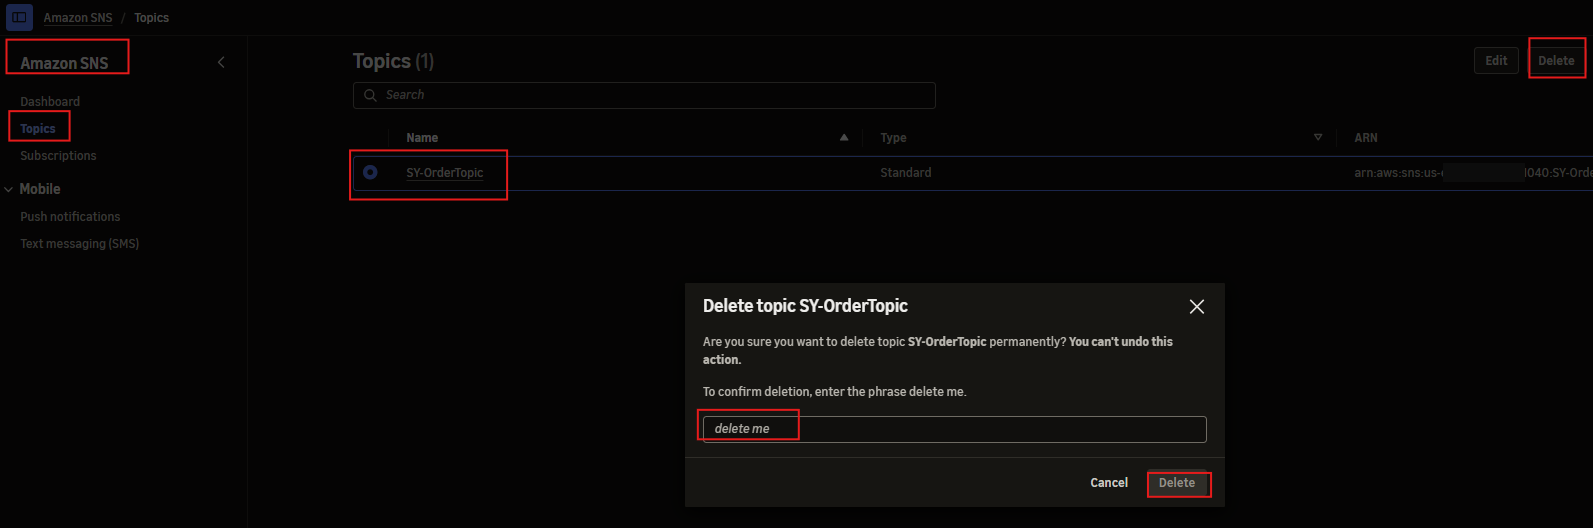 Amazon SNS / Topics
Amazon SNS
Dashboard
Topics
Subscriptions
Mobile
Push notifications
Text messaging (SMS)
Topics (1)
Edit
Delete
Search
Name
Type
ARN
SY-OrderTopic
Standard
arn:aws:sns:us- 040:SY-Orde
Delete topic SY-OrderTopic
Are you sure you want to delete topic SY-OrderTopic permanently? You can't undo this
action.
To confirm deletion, enter the phrase delete me.
delete me
Cancel
Delete